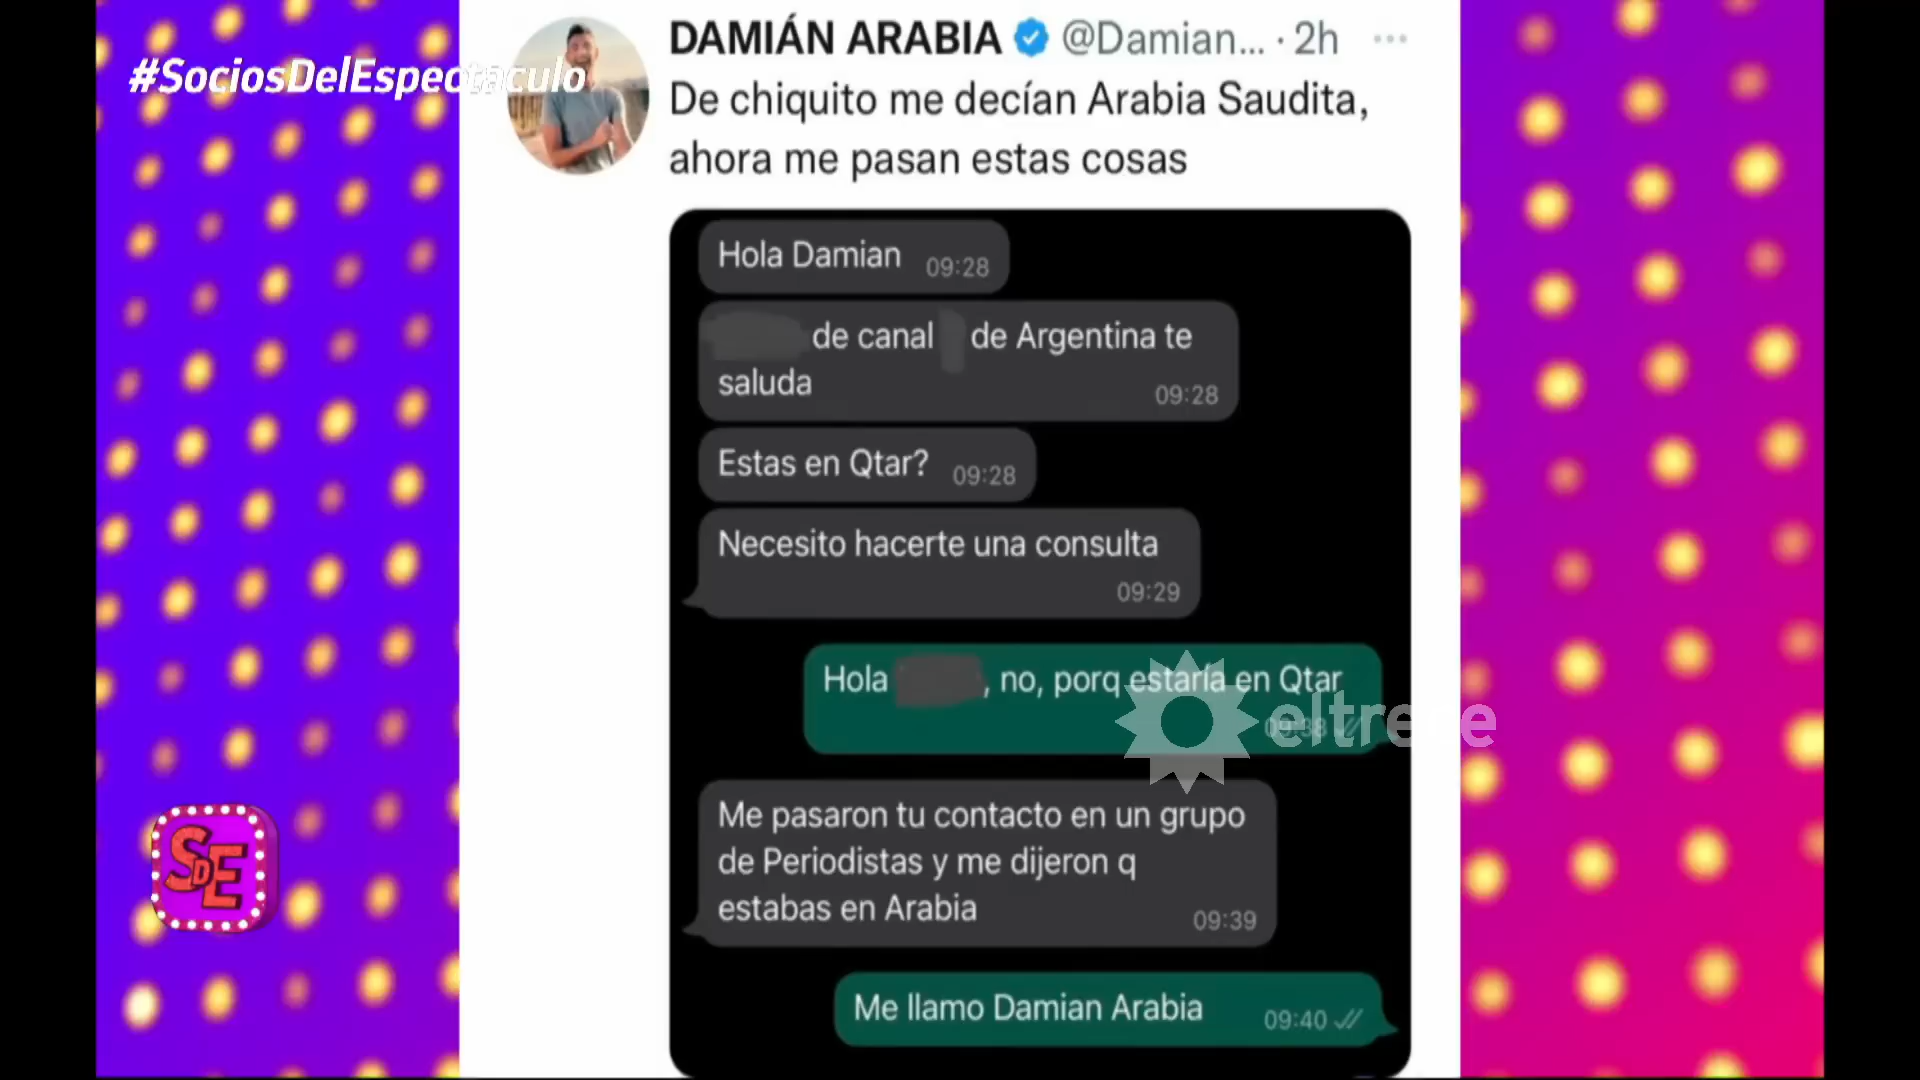 #SociosDelEspectáculo
DAMIÁN ARABIA @Damian... · 2h
De chiquito me decían Arabia Saudita,
ahora me pasan estas cosas
Hola Damian 09:28
de canal de Argentina te
saluda 09:28
Estas en Qtar? 09:28
Necesito hacerte una consulta
09:29
Hola , no, porq estaría en Qtar
09:38
eltrece
Me pasaron tu contacto en un grupo
de Periodistas y me dijeron q
estabas en Arabia 09:39
SDE
Me llamo Damian Arabia 09:40